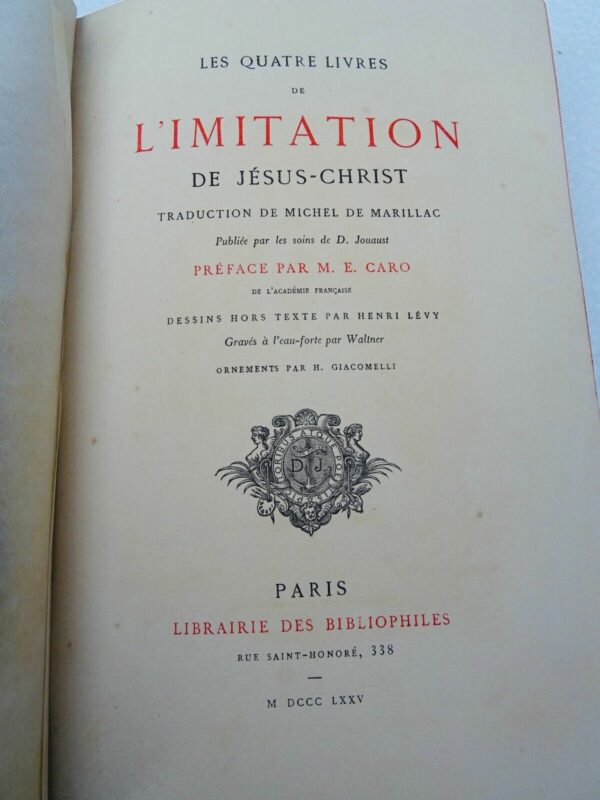 LES QUATRE LIVRES
DE
L'IMITATION
DE JÉSUS-CHRIST
TRADUCTION DE MICHEL DE MARILLAC
Publiée par les soins de D. Jouaust
PRÉFACE PAR M. E. CARO
DE L'ACADÉMIE FRANÇAISE
DESSINS HORS TEXTE PAR HENRI LÉVY
Gravés à l'eau-forte par Waltner
ORNEMENTS PAR H. GIACOMELLI
D J
PARIS
LIBRAIRIE DES BIBLIOPHILES
RUE SAINT-HONORÉ, 338
M DCCC LXXV